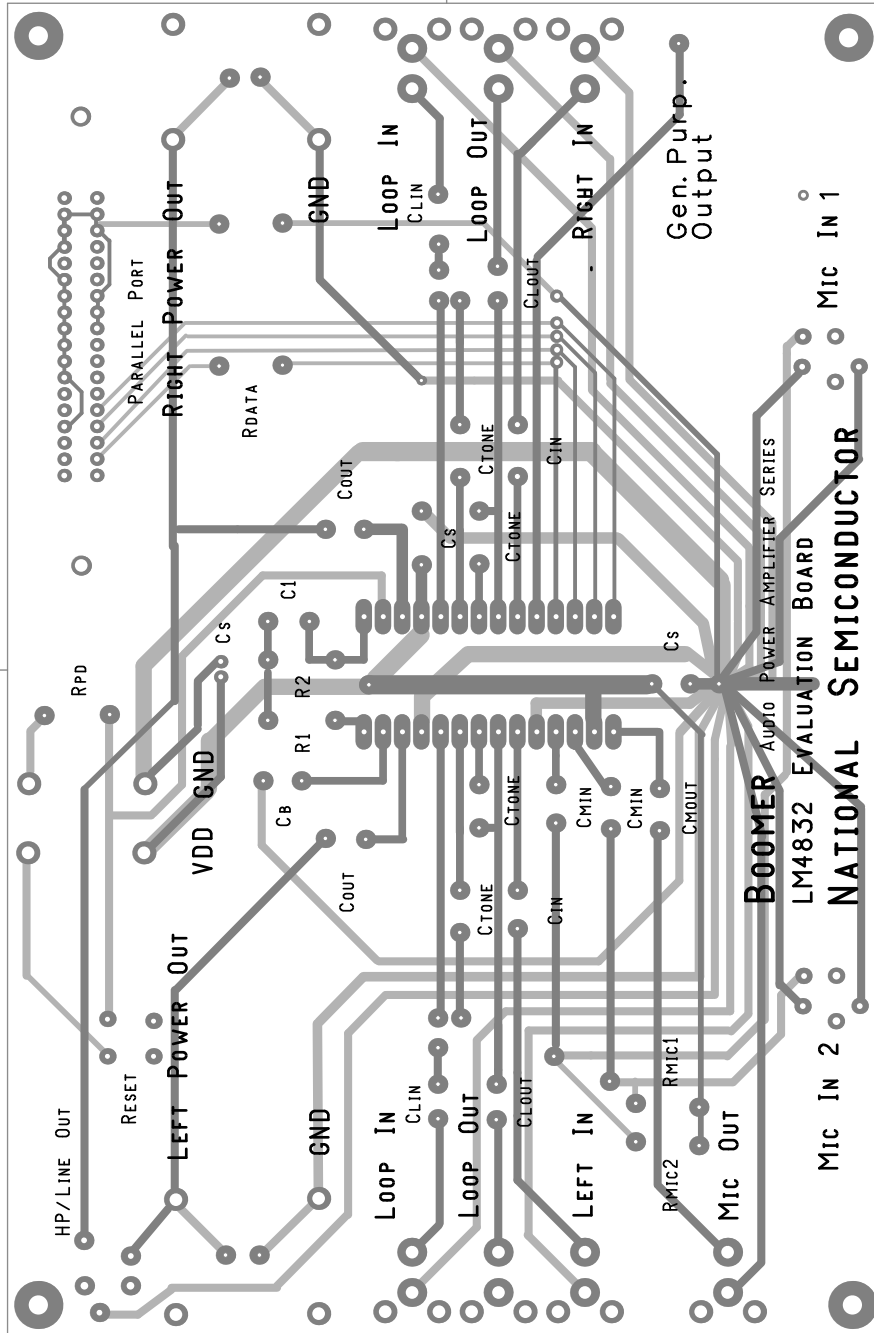 LOOP IN
CLIN
LOOP OUT
CLOUT
RIGHT IN
Gen. Purp.
Output
MIC IN 1
PARALLEL PORT
RIGHT POWER OUT
GND
RDATA
COUT
CS
CTONE
CTONE
CIN
C1
CS
R2
R1
RPD
VDD GND
CB
COUT
CS
CTONE
CTONE
CIN
CMIN
CMIN
CMOUT
BOOMER AUDIO POWER AMPLIFIER SERIES
LM4832 EVALUATION BOARD
NATIONAL SEMICONDUCTOR
HP/LINE OUT
RESET
LEFT POWER OUT
GND
LOOP IN
CLIN
LOOP OUT
CLOUT
LEFT IN
RMIC2
RMIC1
MIC OUT
MIC IN 2